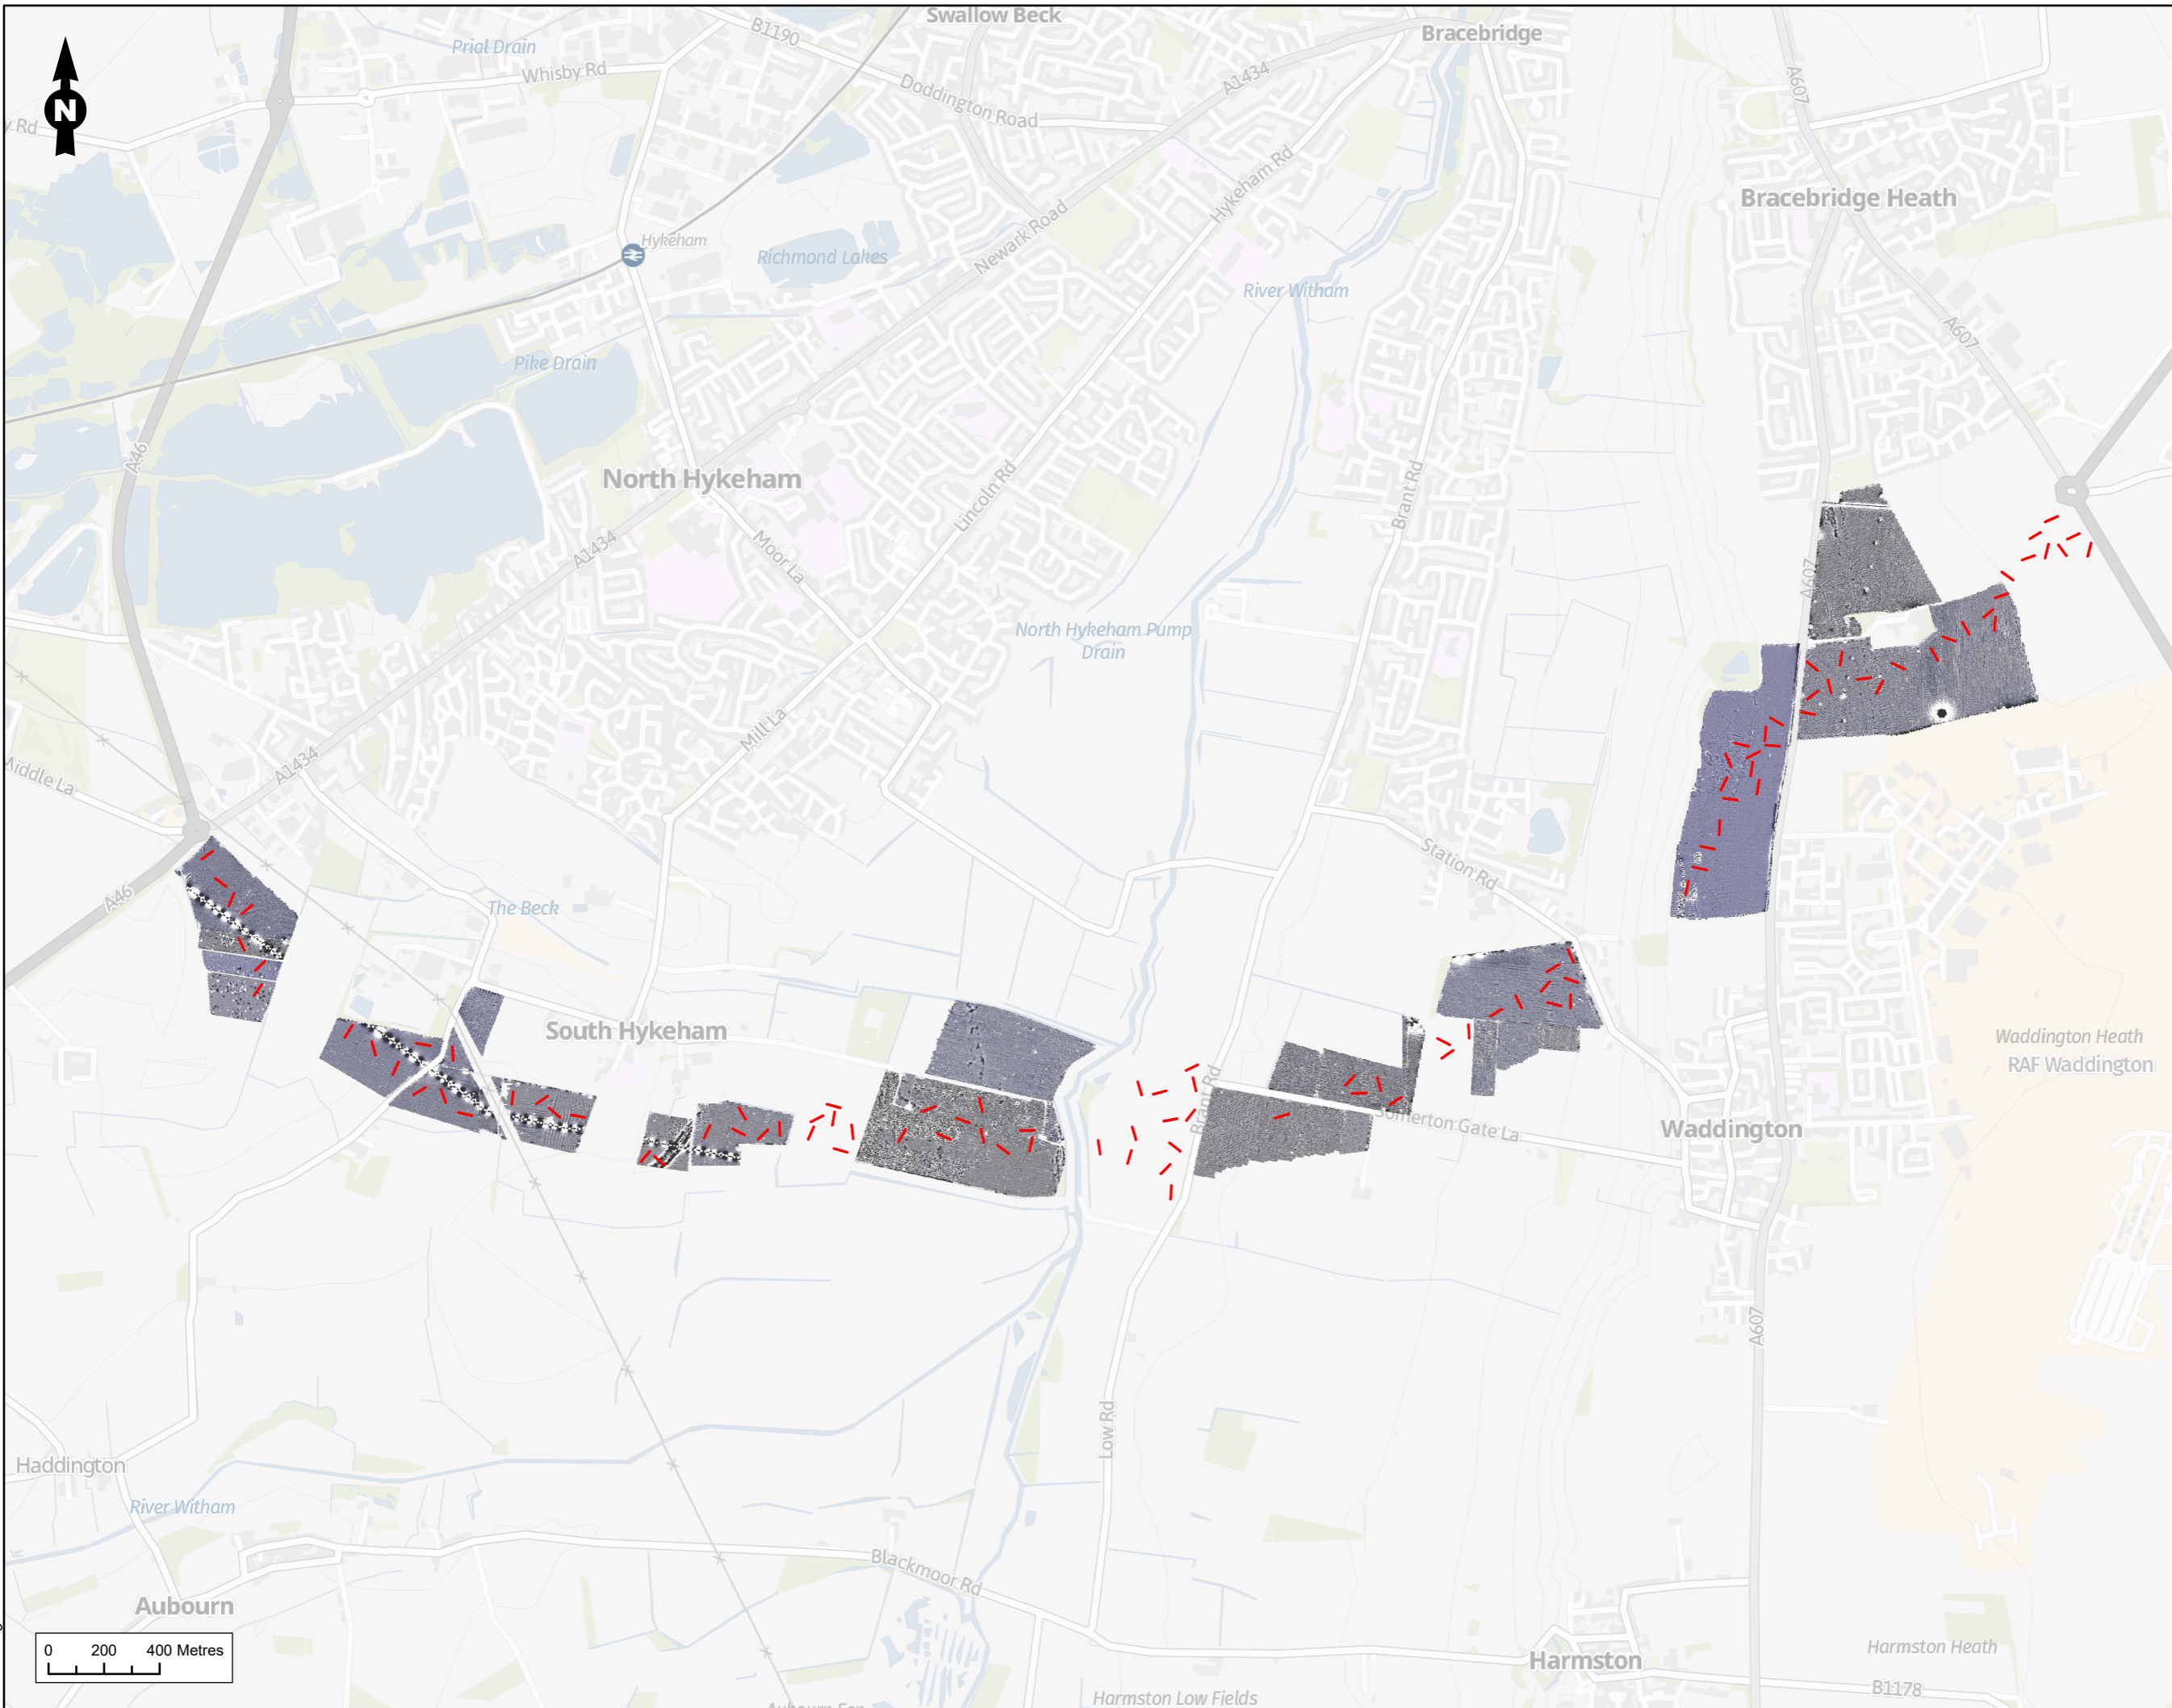 Swallow Beck
Bracebridge
B1190
Prial Drain
Whisby Rd
A1434
A607
Doddington Road
N
y Rd
Hykeham Rd
Bracebridge Heath
Newark Road
Hykeham
Richmond Lakes
River Witham
A607
Pike Drain
A46
North Hykeham
Lincoln Rd
Brant Rd
A1434
Moor La
A607
North Hykeham Pump
Drain
Mill La
A1434
Middle La
Station Rd
A46
The Beck
South Hykeham
Waddington Heath
RAF Waddington
Brant Rd
Somerton Gate La
Waddington
A607
Low Rd
Haddington
River Witham
Blackmoor Rd
Aubourn
0 200 400 Metres
Harmston
Harmston Heath
B1178
Harmston Low Fields